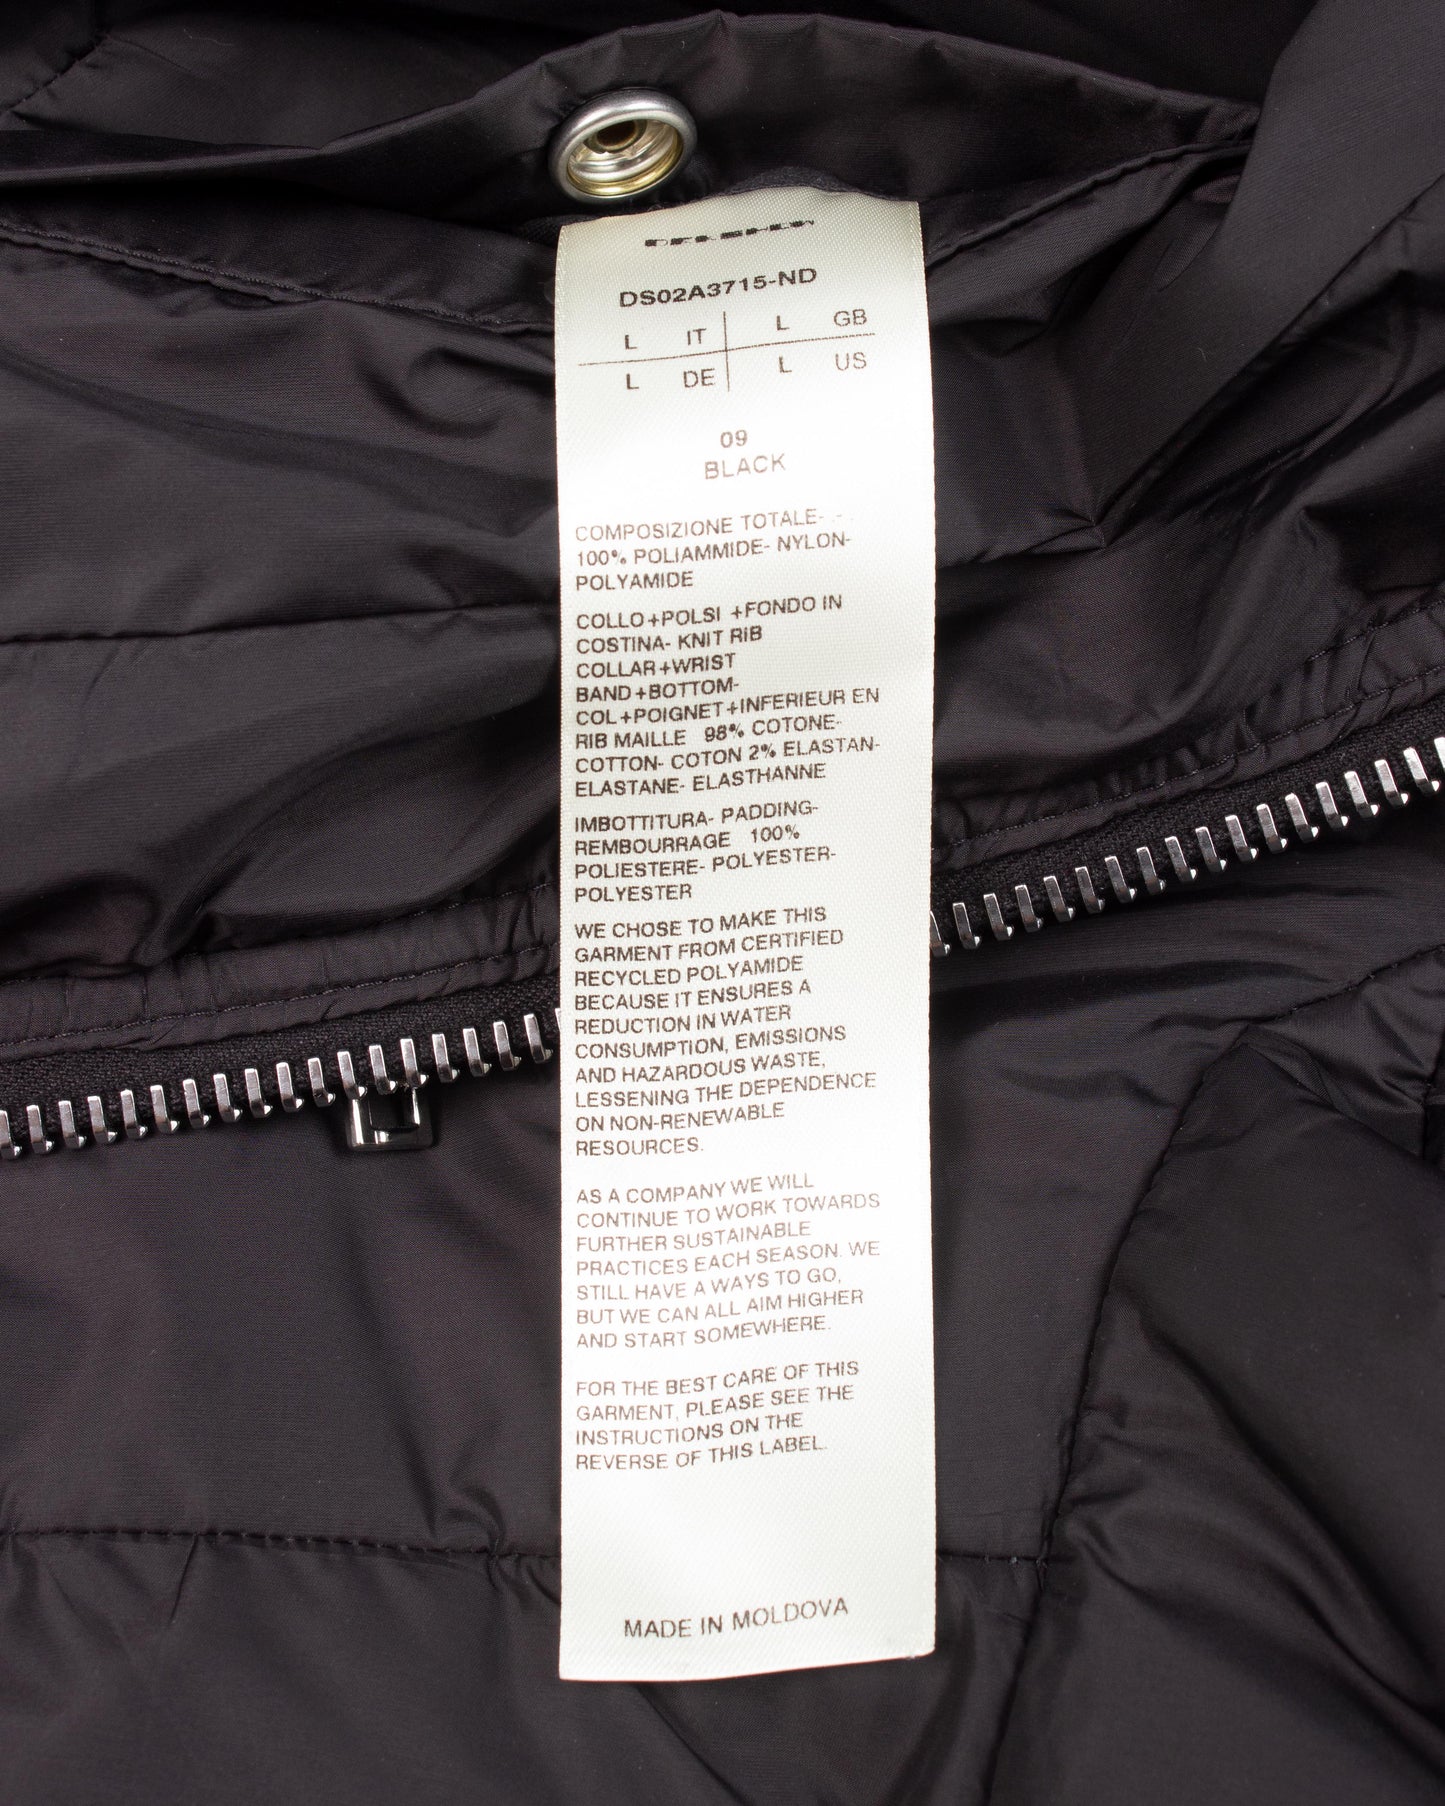 DS02A3715-ND
L IT L GB
L DE L US
09
BLACK
COMPOSIZIONE TOTALE- -
100% POLIAMMIDE- NYLON-
POLYAMIDE
COLLO+POLSI +FONDO IN
COSTINA- KNIT RIB
COLLAR+WRIST
BAND+BOTTOM-
COL+POIGNET+INFERIEUR EN
RIB MAILLE 98% COTONE-
COTTON- COTON 2% ELASTAN-
ELASTANE- ELASTHANNE
IMBOTTITURA- PADDING-
REMBOURRAGE 100%
POLIESTERE- POLYESTER-
POLYESTER
WE CHOSE TO MAKE THIS
GARMENT FROM CERTIFIED
RECYCLED POLYAMIDE
BECAUSE IT ENSURES A
REDUCTION IN WATER
CONSUMPTION, EMISSIONS
AND HAZARDOUS WASTE,
LESSENING THE DEPENDENCE
ON NON-RENEWABLE
RESOURCES.
AS A COMPANY WE WILL
CONTINUE TO WORK TOWARDS
FURTHER SUSTAINABLE
PRACTICES EACH SEASON. WE
STILL HAVE A WAYS TO GO,
BUT WE CAN ALL AIM HIGHER
AND START SOMEWHERE.
FOR THE BEST CARE OF THIS
GARMENT, PLEASE SEE THE
INSTRUCTIONS ON THE
REVERSE OF THIS LABEL.
MADE IN MOLDOVA